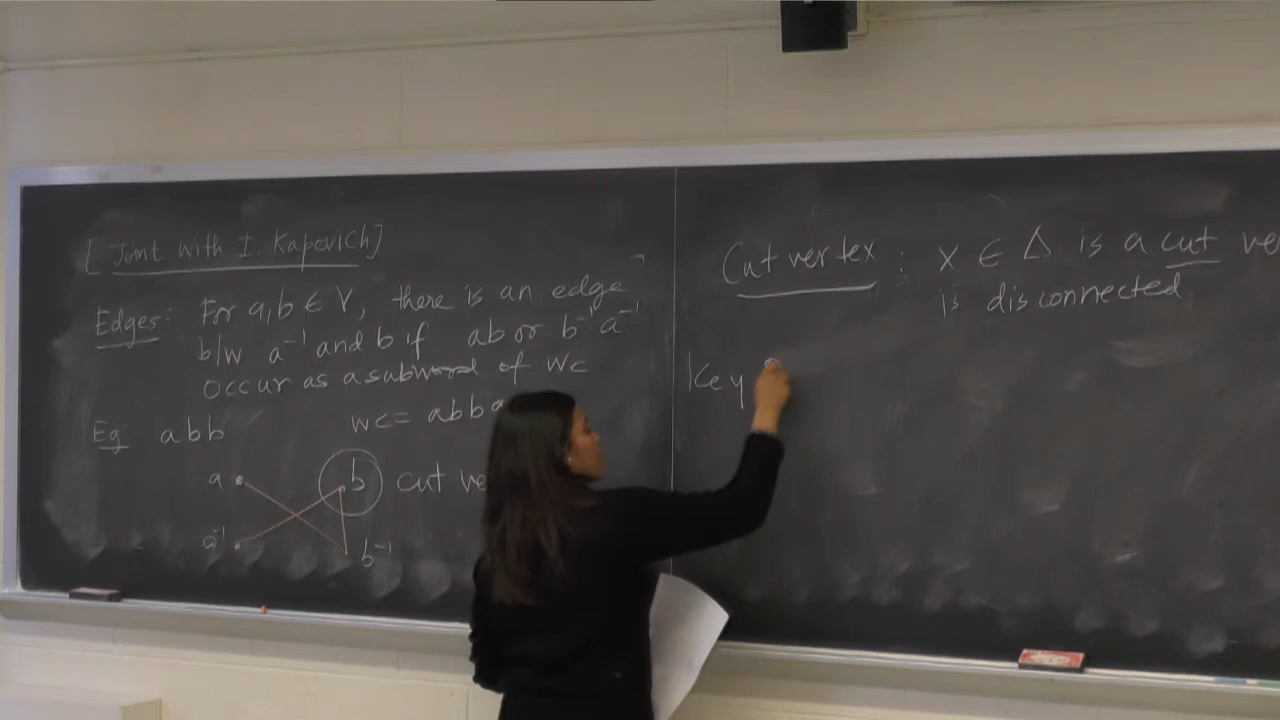 [Joint with I. Kapovich]
Edges: For a,b ∈ V, there is an edge
b/w a⁻¹ and b if ab or b⁻¹a⁻¹
occur as a subword of wc
Eg: abb
wc = abba
a b cut ve
a⁻¹ b⁻¹
Cut vertex : x ∈ Δ is a cut ve
is disconnected.
Key